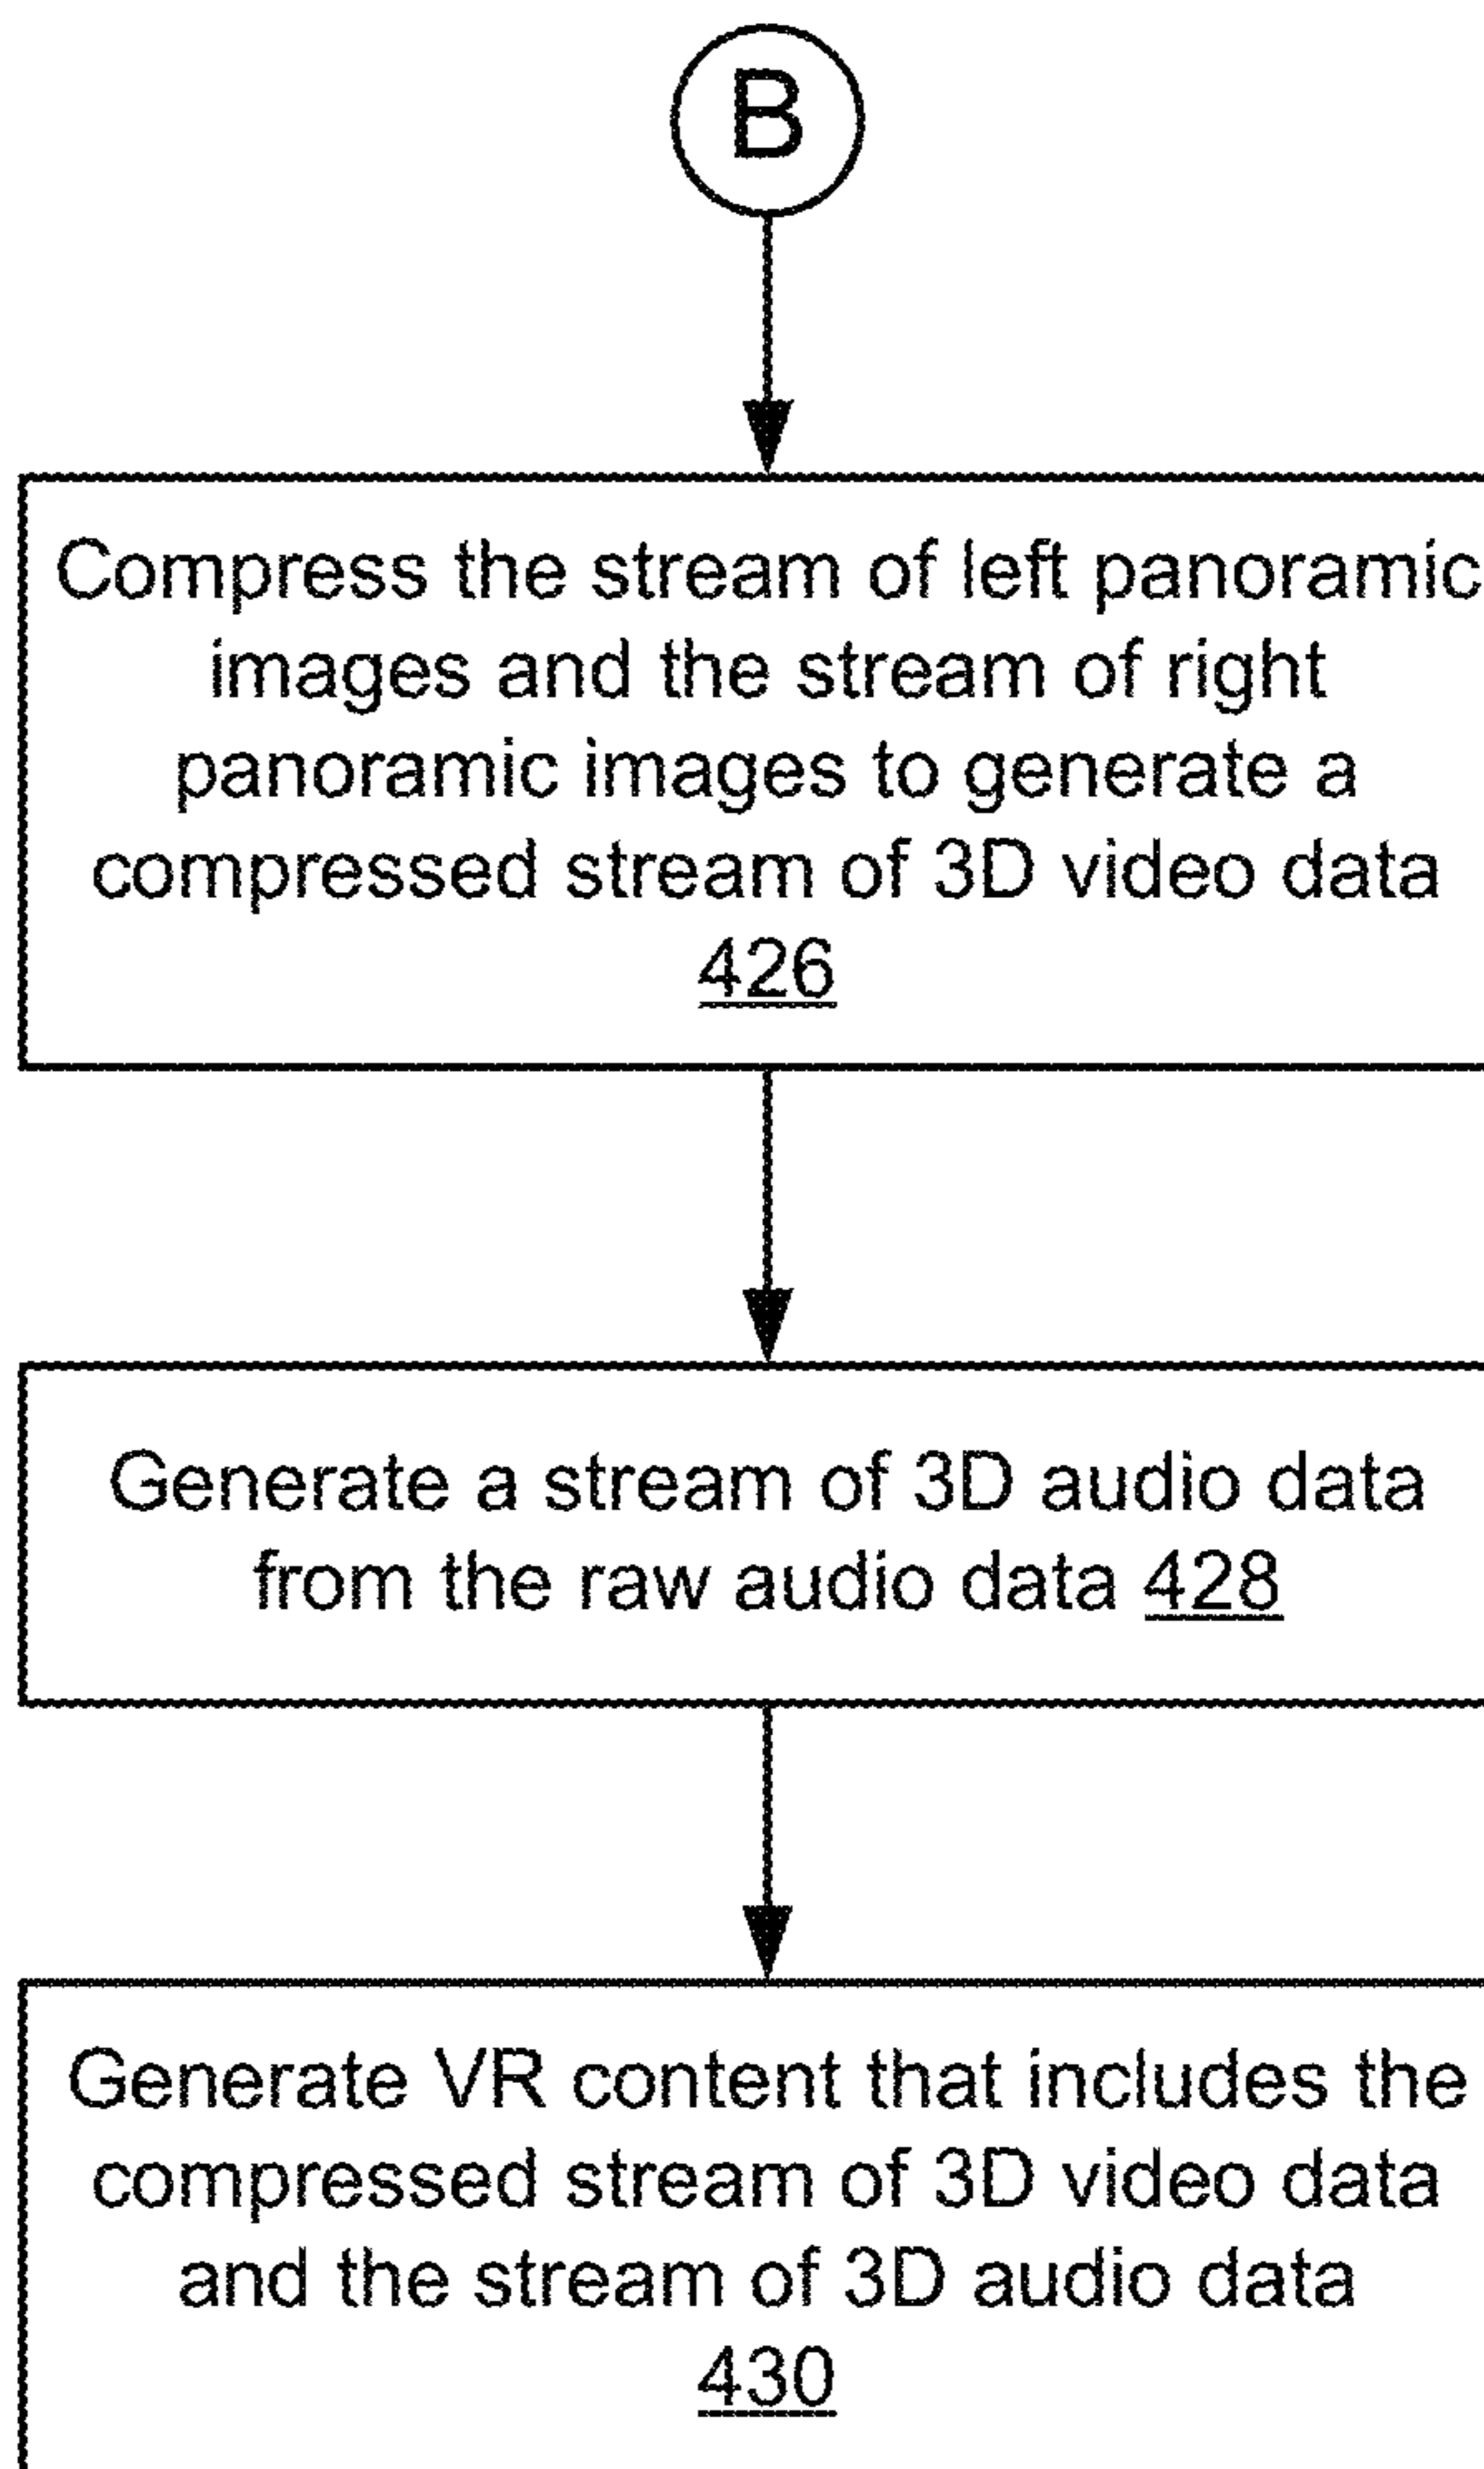 B
Compress the stream of left panoramic
images and the stream of right
panoramic images to generate a
compressed stream of 3D video data
426
Generate a stream of 3D audio data
from the raw audio data 428
Generate VR content that includes the
compressed stream of 3D video data
and the stream of 3D audio data
430